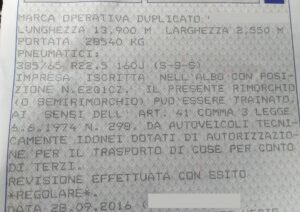 MARCA OPERATIVA DUPLICATO.
LUNGHEZZA 13,900 M LARGHEZZA 2,550 M
PORTATA 28540 KG
PNEUMATICI:
385/65 R22.5 160J (S-S-S)
IMPRESA ISCRITTA NELL'ALBO CON POSI-
ZIONE N.E201CZ. IL PRESENTE RIMORCHIO
(O SEMIRIMORCHIO) PUO' ESSERE TRAINATO,
AI SENSI DELL'ART. 41 COMMA 3 LEGGE
6.6.1974 N. 298, DA AUTOVEICOLI TECNI-
CAMENTE IDONEI DOTATI DI AUTORIZZAZIO-
NE PER IL TRASPORTO DI COSE PER CONTO
DI TERZI.
REVISIONE EFFETTUATA CON ESITO
*REGOLARE*.
DATA 28.09.2016